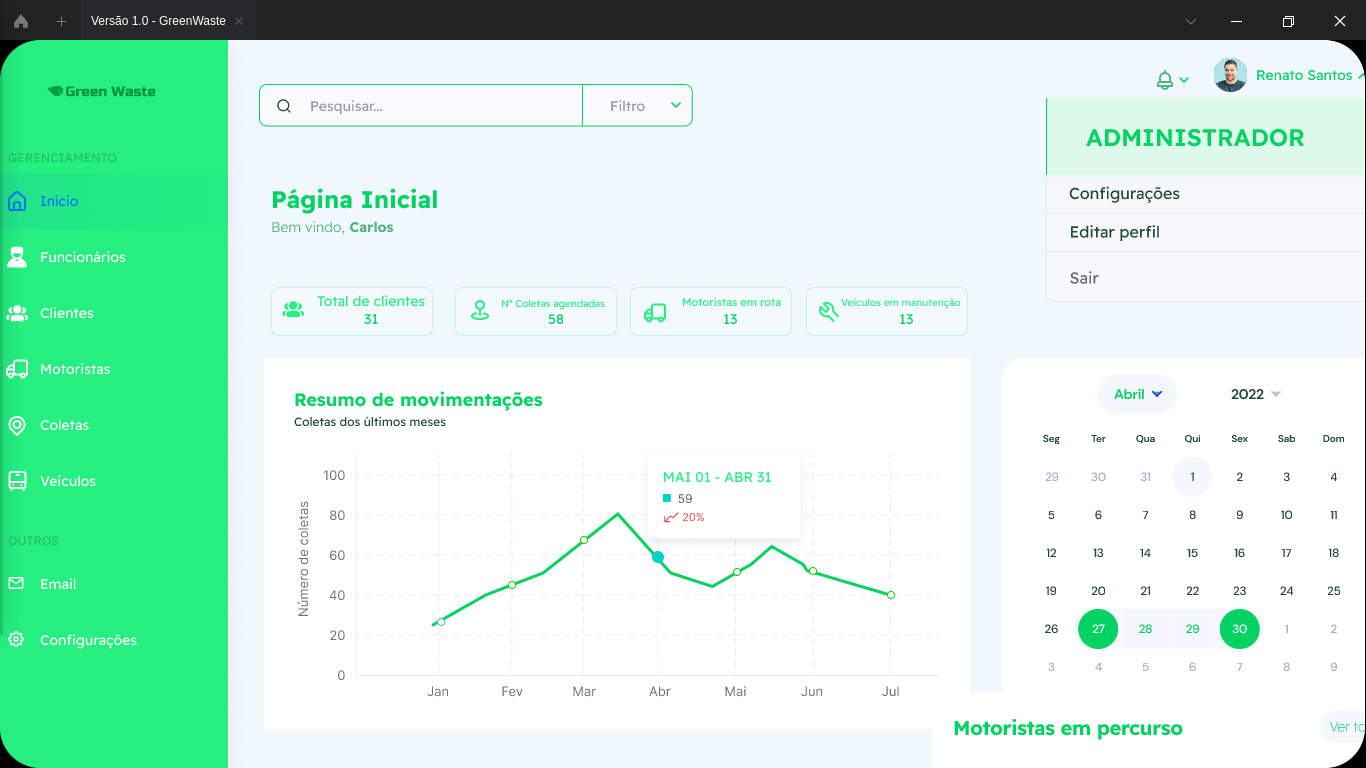 Versão 1.0 - GreenWaste
Green Waste
GERENCIAMENTO
Início
Funcionários
Clientes
Motoristas
Coletas
Veiculos
OUTROS
Email
Configurações
Pesquisar...
Filtro
Renato Santos
ADMINISTRADOR
Configurações
Editar perfil
Sair
Página Inicial
Bem vindo, Carlos
Total de clientes
31
Nº Coletas agendadas
58
Motoristas em rota
13
Veiculos em manutenção
13
Resumo de movimentações
Coletas dos últimos meses
MAI 01 - ABR 31
59
20%
Número de coletas
100
80
60
40
20
0
Jan Fev Mar Abr Mai Jun Jul
Abril 2022
Seg Ter Qua Qui Sex Sab Dom
29 30 31 1 2 3 4
5 6 7 8 9 10 11
12 13 14 15 16 17 18
19 20 21 22 23 24 25
26 27 28 29 30 1 2
3 4 5 6 7 8 9
Motoristas em percurso
Ver to